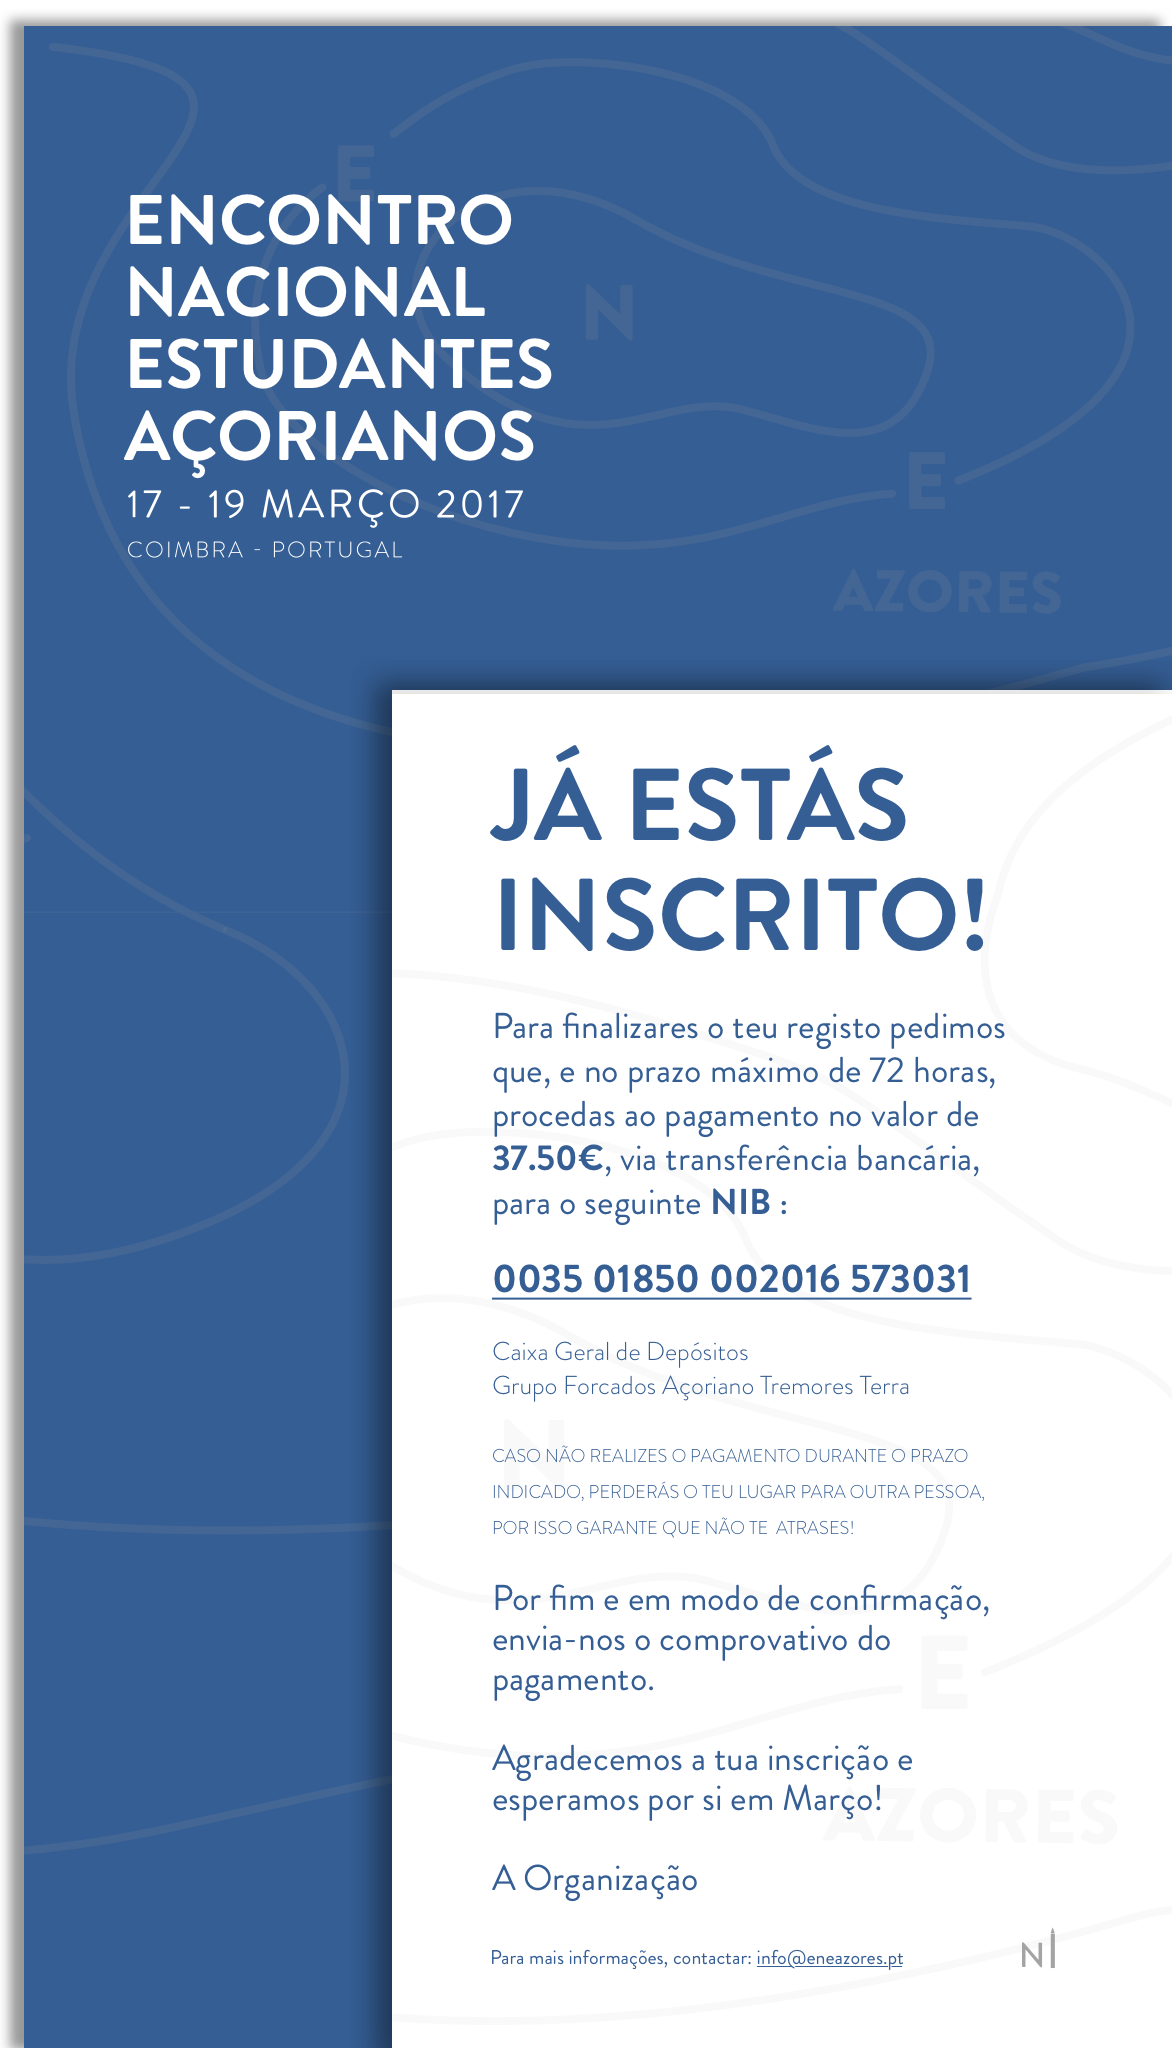 E
N
E
AZORES
ENCONTRO
NACIONAL
ESTUDANTES
AÇORIANOS
17 - 19 MARÇO 2017
COIMBRA - PORTUGAL
JÁ ESTÁS
INSCRITO!
Para finalizares o teu registo pedimos
que, e no prazo máximo de 72 horas,
procedas ao pagamento no valor de
37.50€, via transferência bancária,
para o seguinte NIB :
0035 01850 002016 573031
Caixa Geral de Depósitos
Grupo Forcados Açoriano Tremores Terra
N
CASO NÃO REALIZES O PAGAMENTO DURANTE O PRAZO
INDICADO, PERDERÁS O TEU LUGAR PARA OUTRA PESSOA,
POR ISSO GARANTE QUE NÃO TE ATRASES!
Por fim e em modo de confirmação,
envia-nos o comprovativo do
pagamento.
E
Agradecemos a tua inscrição e
esperamos por si em Março!
AZORES
A Organização
Para mais informações, contactar: info@eneazores.pt
NI